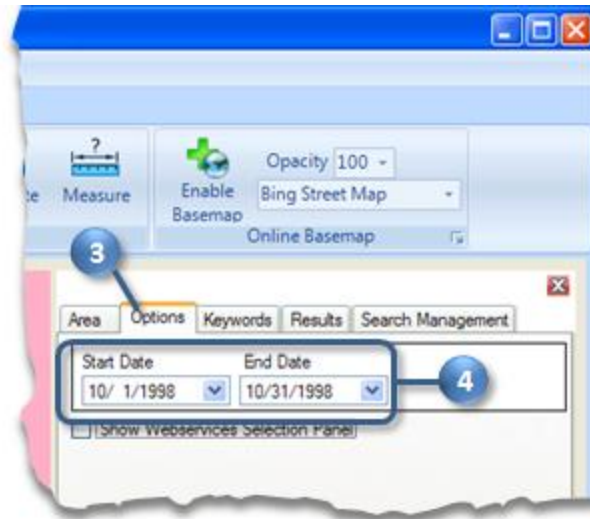 ?
Measure
Enable
Basemap
Opacity 100
Bing Street Map
Online Basemap
3
Area Options Keywords Results Search Management
Start Date End Date
10/ 1/1998 10/31/1998
4
Show Webservices Selection Panel